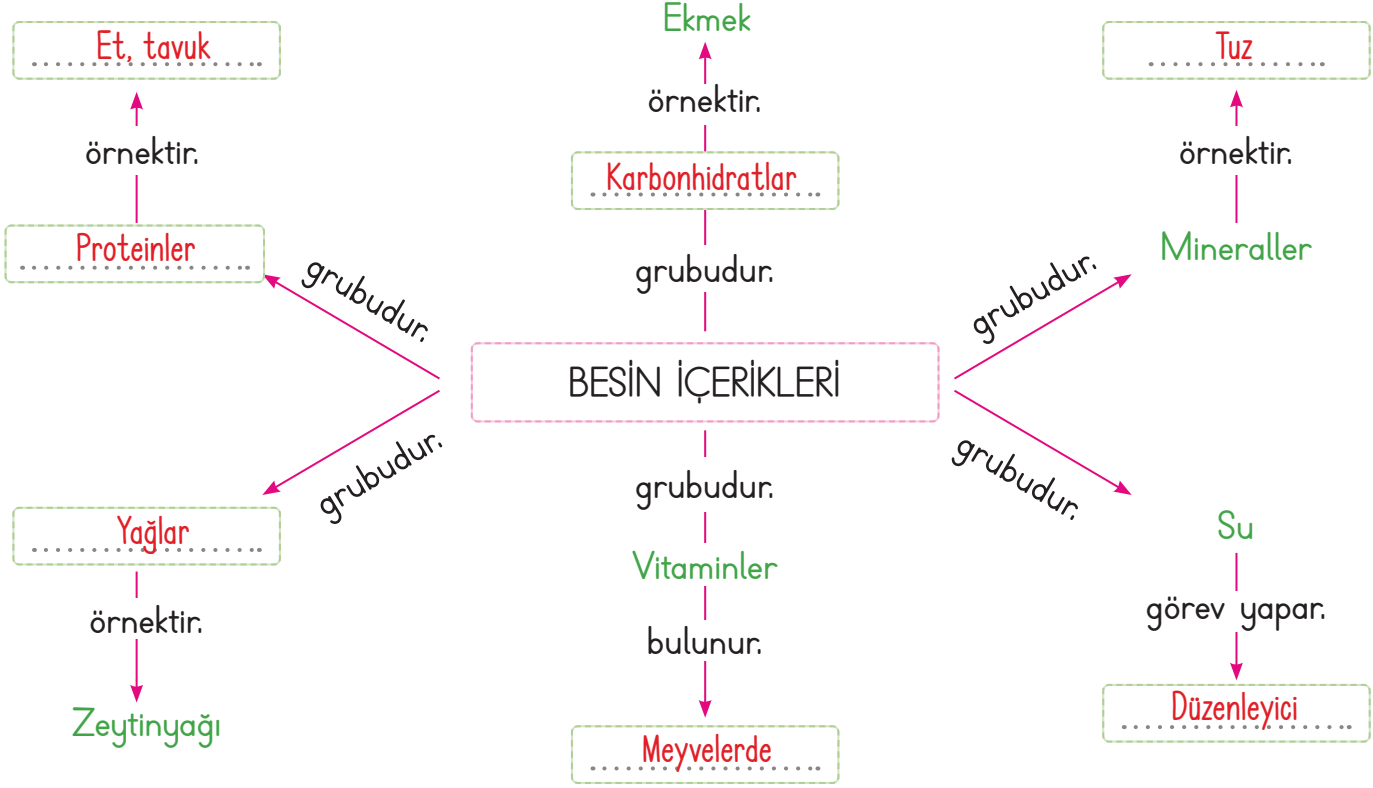 Ekmek
Et, tavuk
Tuz
örnektir.
örnektir.
örnektir.
Karbonhidratlar
Proteinler
Mineraller
grubudur.
grubudur.
grubudur.
BESİN İÇERİKLERİ
grubudur.
grubudur.
grubudur.
Yağlar
Su
Vitaminler
örnektir.
görev yapar.
bulunur.
Zeytinyağı
Düzenleyici
Meyvelerde